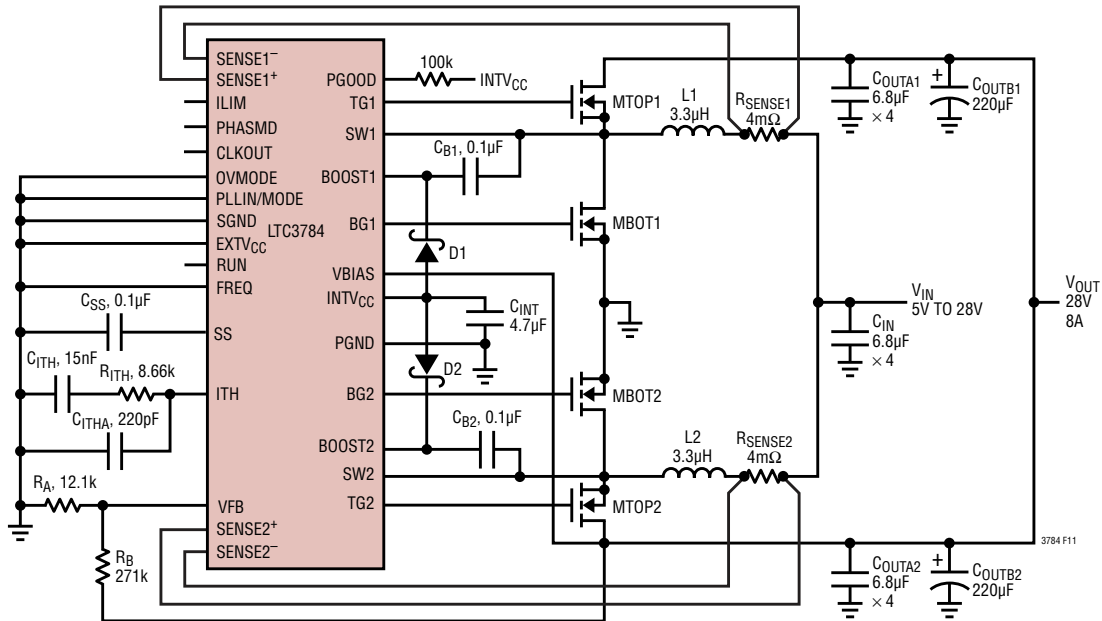 SENSE1–
SENSE1+
ILIM
PHASMD
CLKOUT
OVMODE
PLLIN/MODE
SGND
EXTVCC
RUN
FREQ
SS
ITH
VFB
SENSE2+
SENSE2–
LTC3784
PGOOD
TG1
SW1
BOOST1
BG1
VBIAS
INTVCC
PGND
BG2
BOOST2
SW2
TG2
100k
INTVCC
CB1, 0.1µF
D1
CINT
4.7µF
D2
CB2, 0.1µF
MTOP1
MBOT1
MBOT2
MTOP2
L1
3.3µH
RSENSE1
4mΩ
L2
3.3µH
RSENSE2
4mΩ
COUTA1
6.8µF
× 4
+
COUTB1
220µF
VIN
5V TO 28V
CIN
6.8µF
× 4
VOUT
28V
8A
COUTA2
6.8µF
× 4
+
COUTB2
220µF
CSS, 0.1µF
CITH, 15nF
RITH, 8.66k
CITHA, 220pF
RA, 12.1k
RB
271k
3784 F11